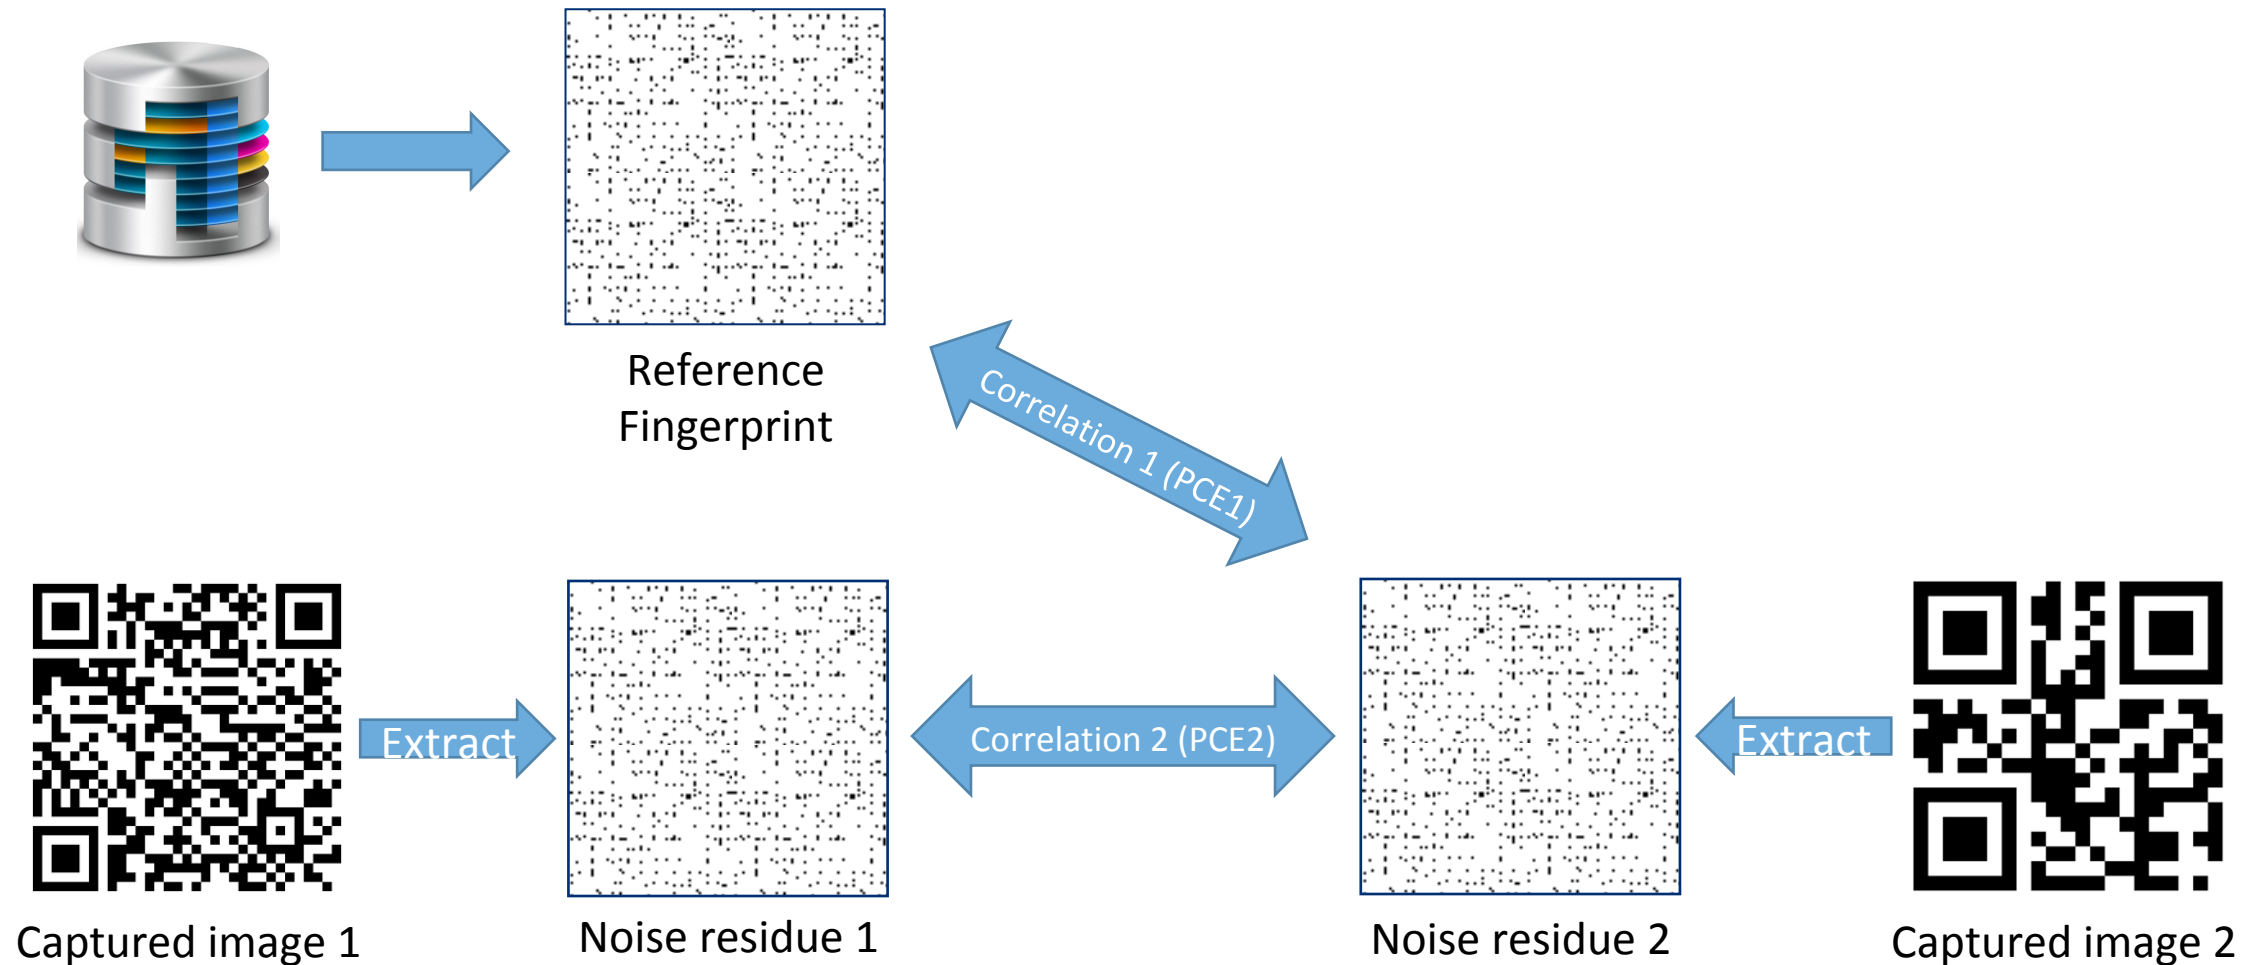 Reference
Fingerprint
Correlation 1 (PCE1)
Extract
Correlation 2 (PCE2)
Extract
Captured image 1
Noise residue 1
Noise residue 2
Captured image 2